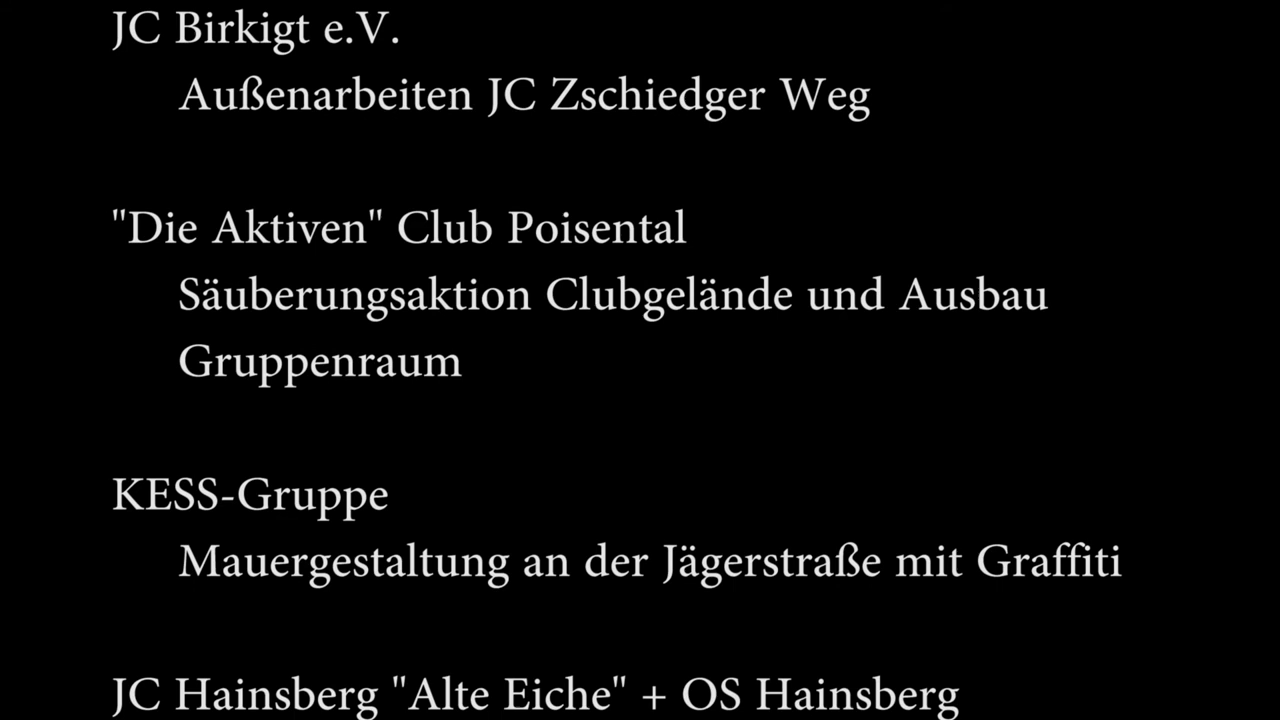 JC Birkigt e.V.
Außenarbeiten JC Zschiedger Weg
"Die Aktiven" Club Poisental
Säuberungsaktion Clubgelände und Ausbau
Gruppenraum
KESS-Gruppe
Mauergestaltung an der Jägerstraße mit Graffiti
JC Hainsberg "Alte Eiche" + OS Hainsberg